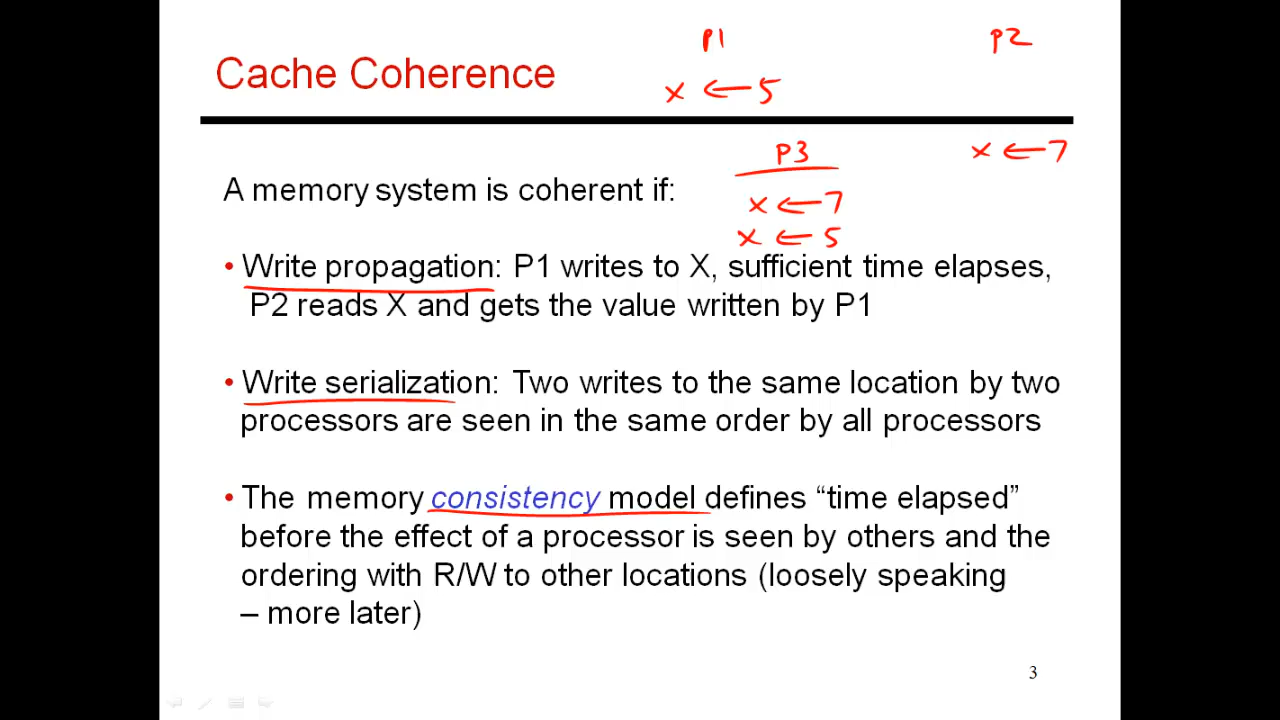 P1 P2
Cache Coherence
x ← 5
P3
x ← 7
A memory system is coherent if:
x ← 7
x ← 5
• Write propagation: P1 writes to X, sufficient time elapses,
P2 reads X and gets the value written by P1
• Write serialization: Two writes to the same location by two
processors are seen in the same order by all processors
• The memory consistency model defines “time elapsed”
before the effect of a processor is seen by others and the
ordering with R/W to other locations (loosely speaking
– more later)
3